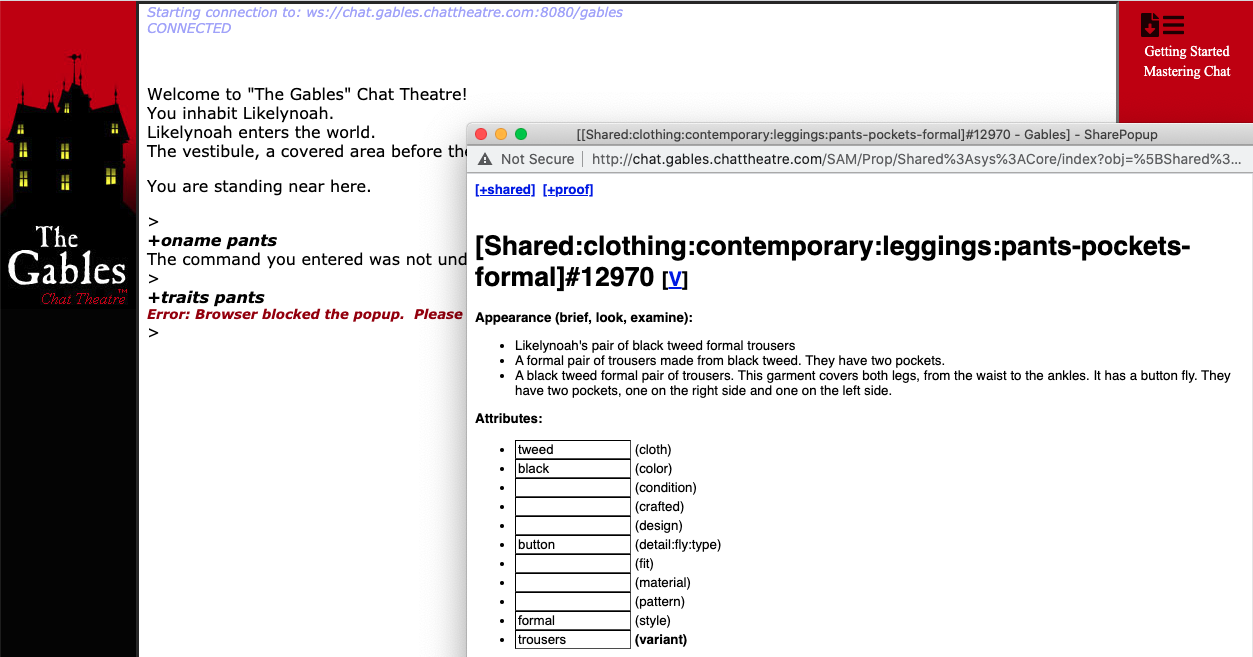 Starting connection to: ws://chat.gables.chattheatre.com:8080/gables
CONNECTED
Welcome to "The Gables" Chat Theatre!
You inhabit Likelynoah.
Likelynoah enters the world.
The vestibule, a covered area before the
You are standing near here.
>
+oname pants
The command you entered was not und
>
+traits pants
Error: Browser blocked the popup.  Please
>
The
Gables
Chat Theatre™
Getting Started
Mastering Chat
[[Shared:clothing:contemporary:leggings:pants-pockets-formal]#12970 - Gables] - SharePopup
Not Secure | http://chat.gables.chattheatre.com/SAM/Prop/Shared%3Asys%3ACore/index?obj=%5BShared%3...
[+shared]  [+proof]
[Shared:clothing:contemporary:leggings:pants-pockets-
formal]#12970 [V]
Appearance (brief, look, examine):
• Likelynoah's pair of black tweed formal trousers
• A formal pair of trousers made from black tweed. They have two pockets.
• A black tweed formal pair of trousers. This garment covers both legs, from the waist to the ankles. It has a button fly. They
have two pockets, one on the right side and one on the left side.
Attributes:
• tweed (cloth)
• black (color)
• (condition)
• (crafted)
• (design)
• button (detail:fly:type)
• (fit)
• (material)
• (pattern)
• formal (style)
• trousers (variant)